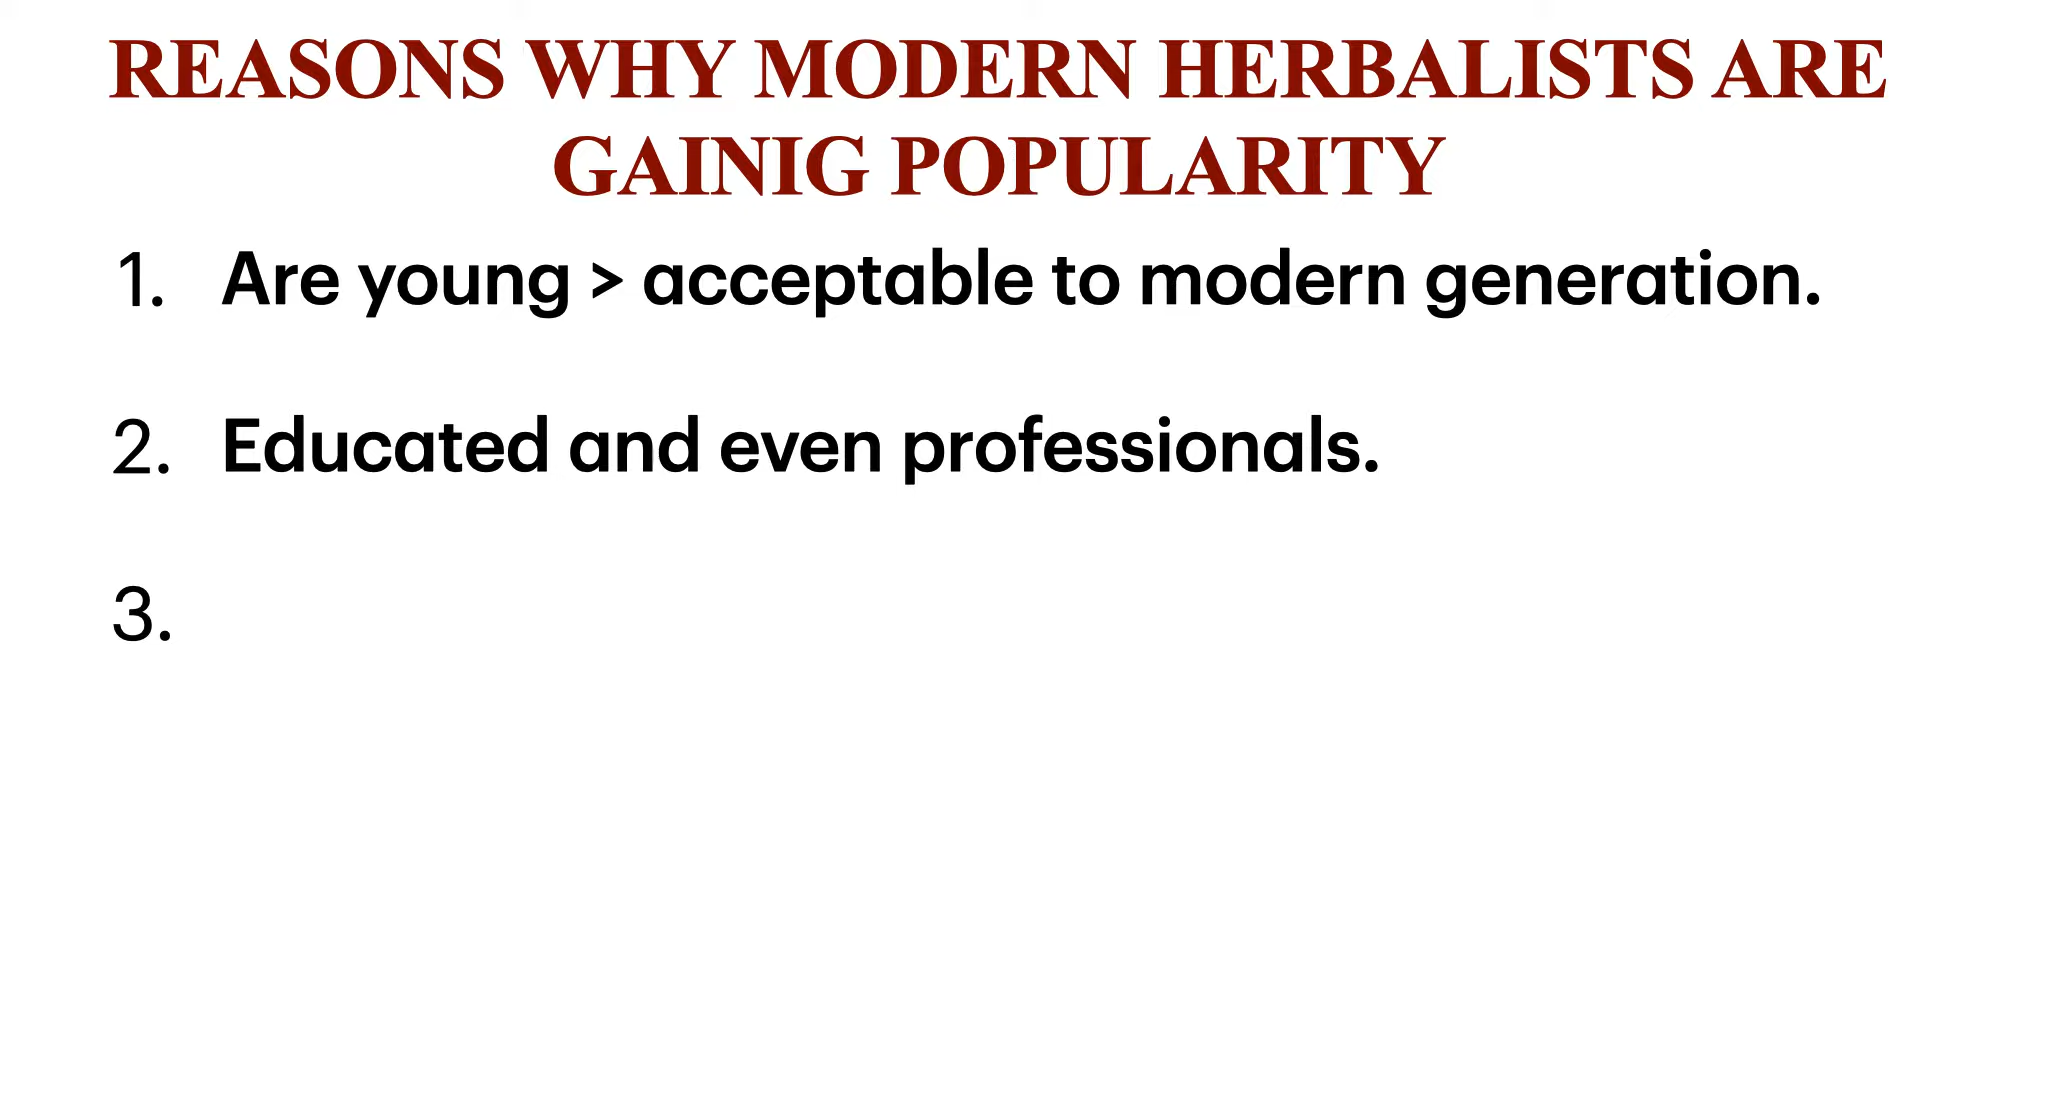 REASONS WHY MODERN HERBALISTS ARE
GAINIG POPULARITY
1. Are young > acceptable to modern generation.
2. Educated and even professionals.
3.